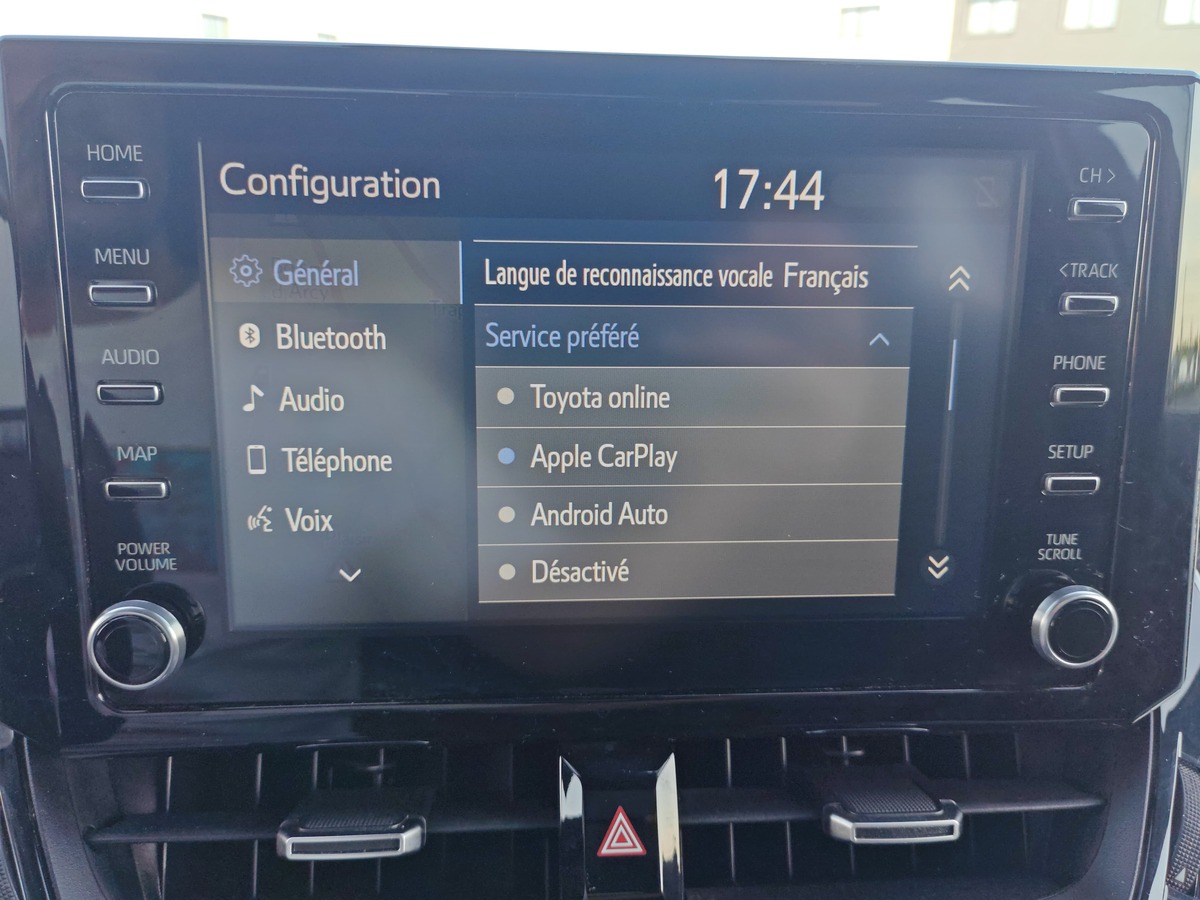 HOME
MENU
AUDIO
MAP
POWER
VOLUME
Configuration
17:44
Général
Bluetooth
Audio
Téléphone
Voix
Langue de reconnaissance vocale Français
Service préféré
Toyota online
Apple CarPlay
Android Auto
Désactivé
CH >
<TRACK
PHONE
SETUP
TUNE
SCROLL